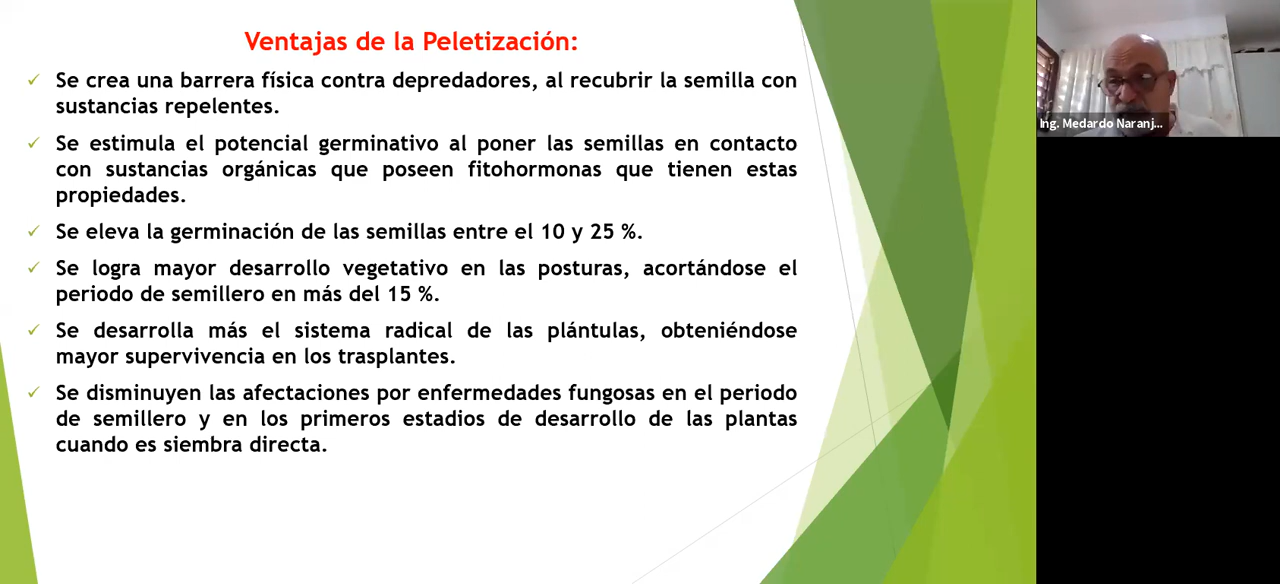 Ventajas de la Peletización:
Se crea una barrera física contra depredadores, al recubrir la semilla con
sustancias repelentes.
Se estimula el potencial germinativo al poner las semillas en contacto
con sustancias orgánicas que poseen fitohormonas que tienen estas
propiedades.
Se eleva la germinación de las semillas entre el 10 y 25 %.
Se logra mayor desarrollo vegetativo en las posturas, acortándose el
periodo de semillero en más del 15 %.
Se desarrolla más el sistema radical de las plántulas, obteniéndose
mayor supervivencia en los trasplantes.
Se disminuyen las afectaciones por enfermedades fungosas en el periodo
de semillero y en los primeros estadios de desarrollo de las plantas
cuando es siembra directa.
Ing. Medardo Naranj...